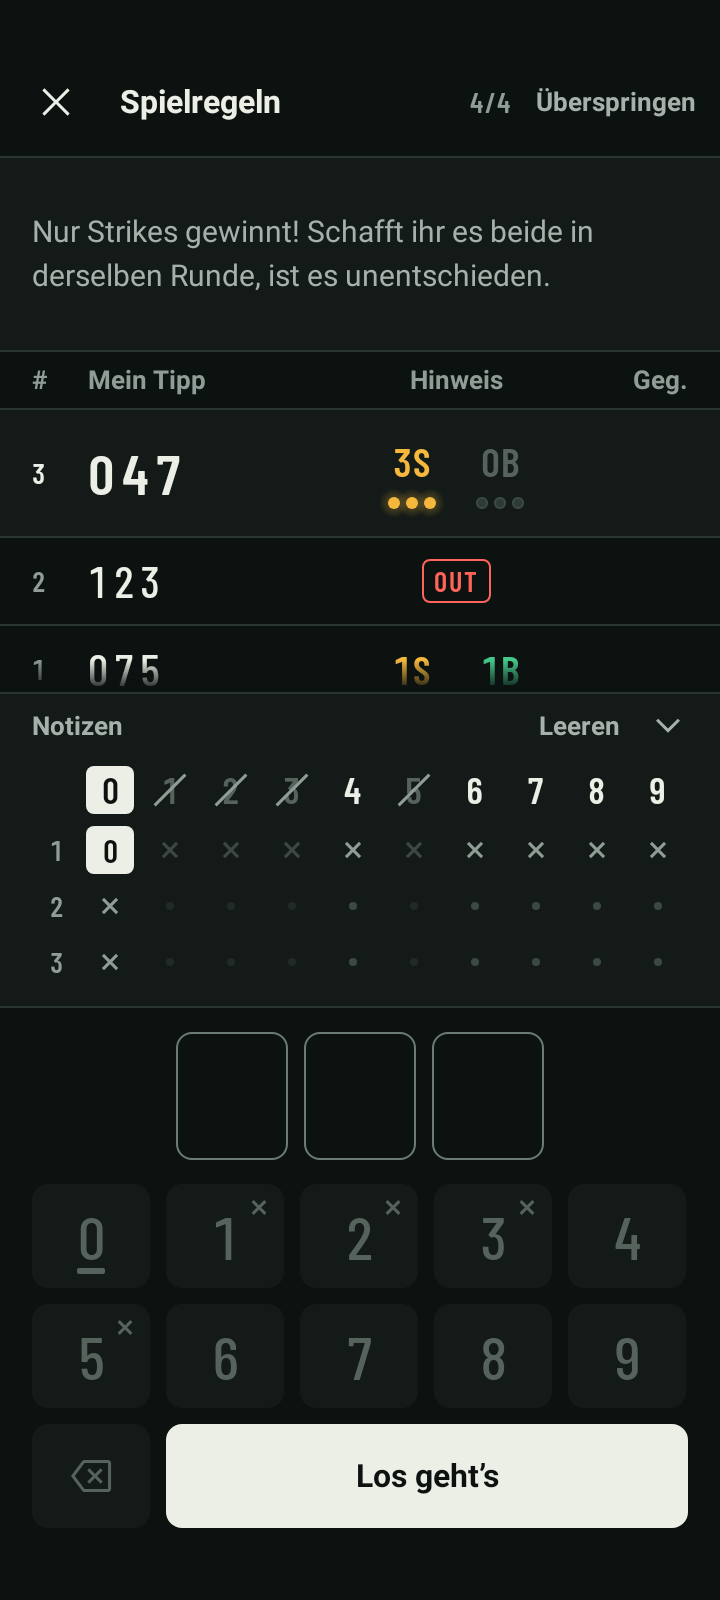 Spielregeln 4/4 Überspringen
Nur Strikes gewinnt! Schafft ihr es beide in
derselben Runde, ist es unentschieden.
# Mein Tipp Hinweis Geg.
3 047 3S 0B
2 123 OUT
1 075 1S 1B
Notizen Leeren
0 1 2 3 4 5 6 7 8 9
1 0 × × × × × × × × ×
2 ×
3 ×
0 1 2 3 4
5 6 7 8 9
Los geht’s